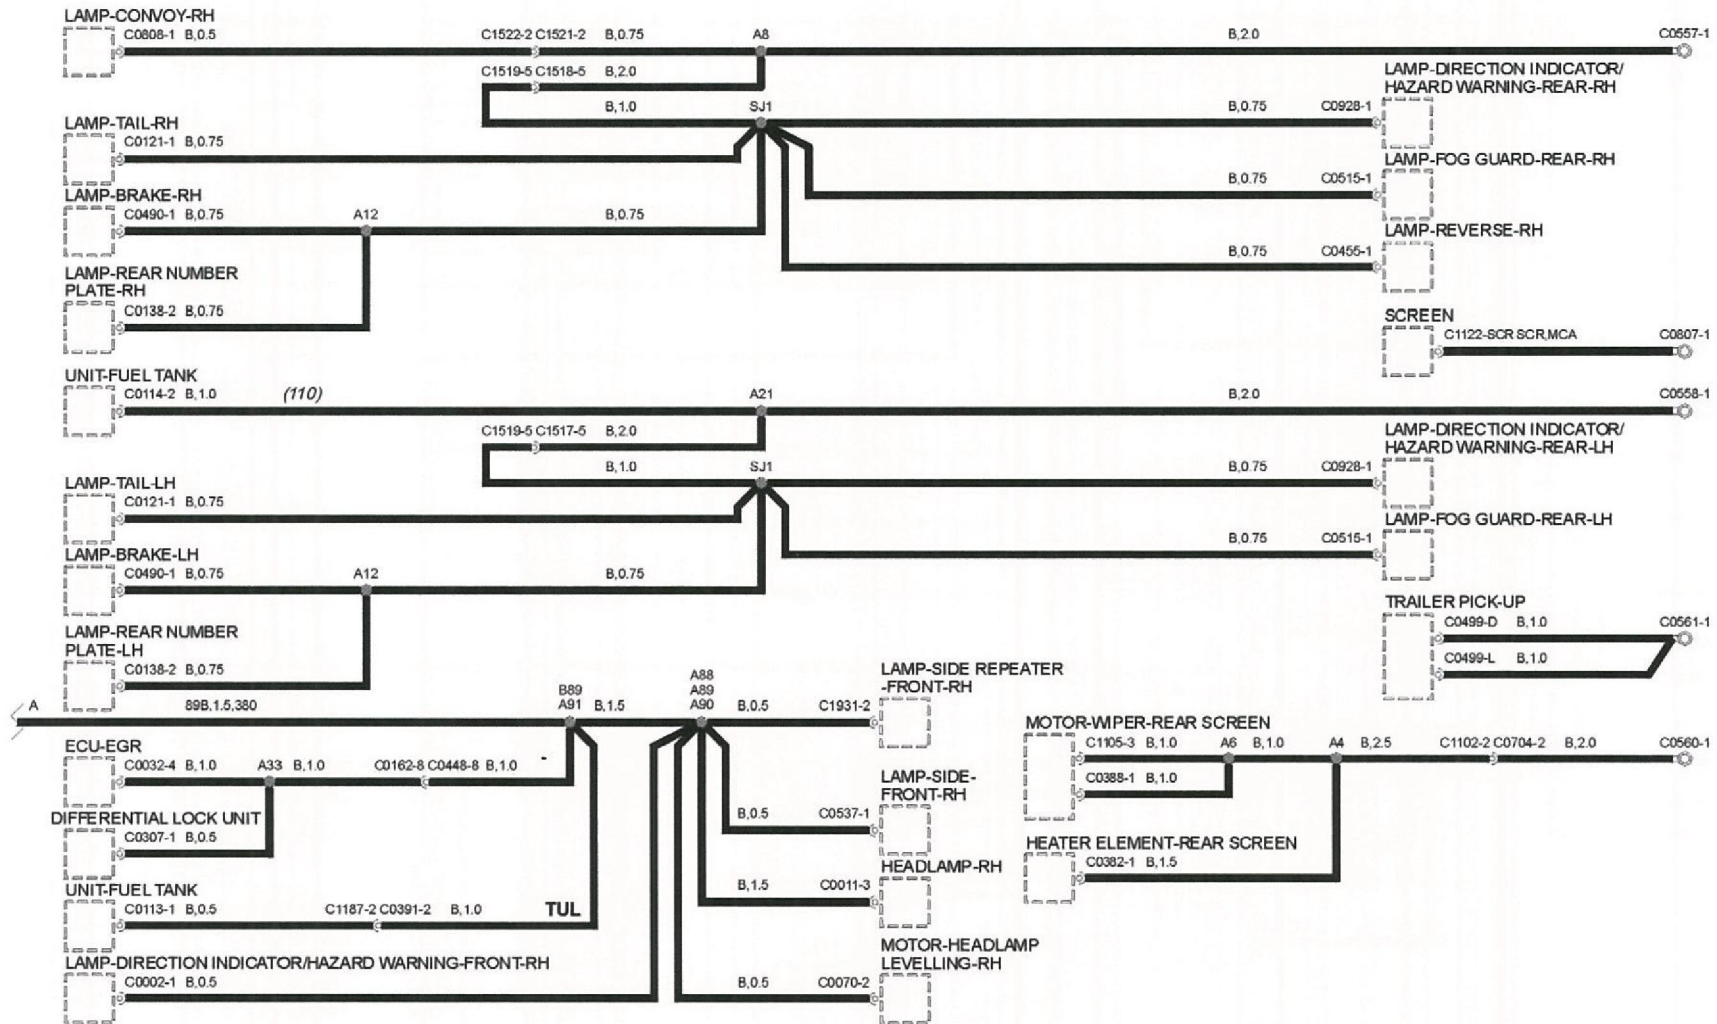 LAMP-CONVOY-RH
C0808-1 B,0.5 C1522-2 C1521-2 B,0.75 A8 B,2.0 C0557-1
C1519-5 C1518-5 B,2.0
LAMP-DIRECTION INDICATOR/
HAZARD WARNING-REAR-RH
B,1.0 SJ1 B,0.75 C0928-1
LAMP-TAIL-RH
C0121-1 B,0.75
LAMP-FOG GUARD-REAR-RH
B,0.75 C0515-1
LAMP-BRAKE-RH
C0490-1 B,0.75 A12 B,0.75
LAMP-REVERSE-RH
B,0.75 C0455-1
LAMP-REAR NUMBER
PLATE-RH
C0138-2 B,0.75
SCREEN
C1122-SCR SCR,MCA C0807-1
UNIT-FUEL TANK
C0114-2 B,1.0 (110) A21 B,2.0 C0558-1
C1519-5 C1517-5 B,2.0
LAMP-DIRECTION INDICATOR/
HAZARD WARNING-REAR-LH
B,1.0 SJ1 B,0.75 C0928-1
LAMP-TAIL-LH
C0121-1 B,0.75
LAMP-FOG GUARD-REAR-LH
B,0.75 C0515-1
LAMP-BRAKE-LH
C0490-1 B,0.75 A12 B,0.75
TRAILER PICK-UP
C0499-D B,1.0 C0561-1
C0499-L B,1.0
LAMP-REAR NUMBER
PLATE-LH
C0138-2 B,0.75
A 89B,1.5,380
B89
A91 B,1.5
A88
A89
A90 B,0.5 C1931-2
LAMP-SIDE REPEATER
-FRONT-RH
MOTOR-WIPER-REAR SCREEN
C1105-3 B,1.0 A6 B,1.0 A4 B,2.5 C1102-2 C0704-2 B,2.0 C0560-1
C0388-1 B,1.0
ECU-EGR
C0032-4 B,1.0 A33 B,1.0 C0162-8 C0448-8 B,1.0
LAMP-SIDE-
FRONT-RH
B,0.5 C0537-1
DIFFERENTIAL LOCK UNIT
C0307-1 B,0.5
HEATER ELEMENT-REAR SCREEN
C0382-1 B,1.5
HEADLAMP-RH
B,1.5 C0011-3
UNIT-FUEL TANK
C0113-1 B,0.5 C1187-2 C0391-2 B,1.0 TUL
MOTOR-HEADLAMP
LEVELLING-RH
B,0.5 C0070-2
LAMP-DIRECTION INDICATOR/HAZARD WARNING-FRONT-RH
C0002-1 B,0.5